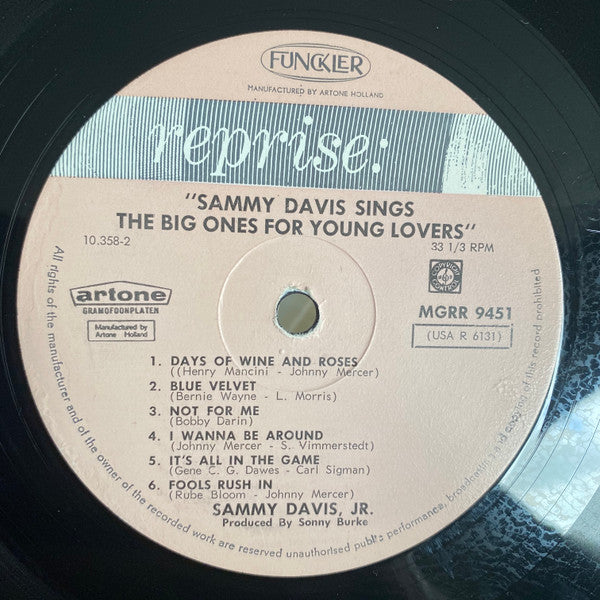 FUNCKLER
MANUFACTURED BY ARTONE HOLLAND
reprise:
"SAMMY DAVIS SINGS
THE BIG ONES FOR YOUNG LOVERS"
10.358-2
33 1/3 RPM
artone
GRAMOFOONPLATEN
Manufactured by
Artone Holland
MGRR 9451
(USA R 6131)
1. DAYS OF WINE AND ROSES
((Henry Mancini - Johnny Mercer)
2. BLUE VELVET
(Bernie Wayne - L. Morris)
3. NOT FOR ME
(Bobby Darin)
4. I WANNA BE AROUND
(Johnny Mercer - S. Vimmerstedt)
5. IT'S ALL IN THE GAME
(Gene C. G. Dawes - Carl Sigman)
6. FOOLS RUSH IN
(Rube Bloom - Johnny Mercer)
SAMMY DAVIS, JR.
Produced By Sonny Burke
All rights of the manufacturer and of the owner of the recorded work are reserved unauthorised public performance, broadcasting and copying of this record prohibited